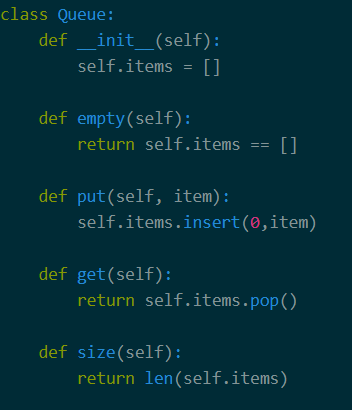 class Queue:
    def __init__(self):
        self.items = []
    def empty(self):
        return self.items == []
    def put(self, item):
        self.items.insert(0,item)
    def get(self):
        return self.items.pop()
    def size(self):
        return len(self.items)